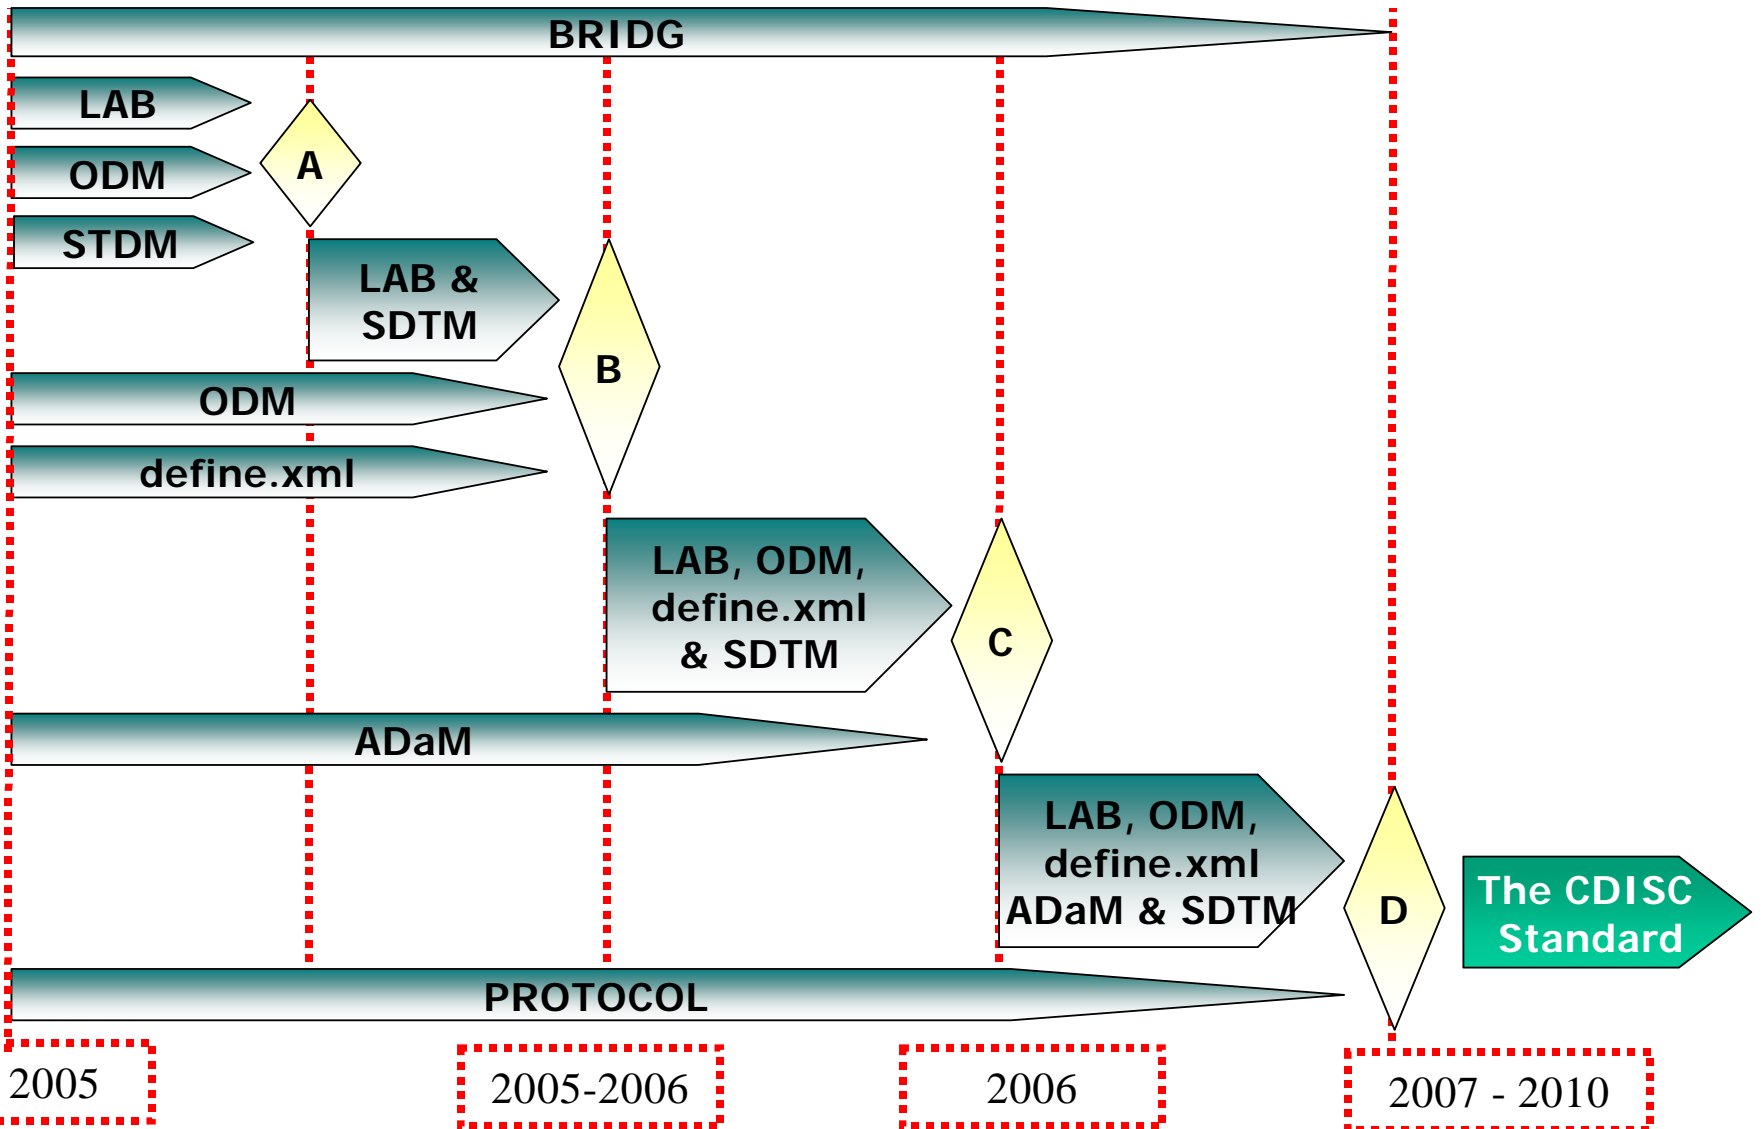 BRIDG
LAB
ODM
STDM
A
LAB &
SDTM
B
ODM
define.xml
LAB, ODM,
define.xml
& SDTM
C
ADaM
LAB, ODM,
define.xml
ADaM & SDTM
D
The CDISC
Standard
PROTOCOL
2005
2005-2006
2006
2007 - 2010